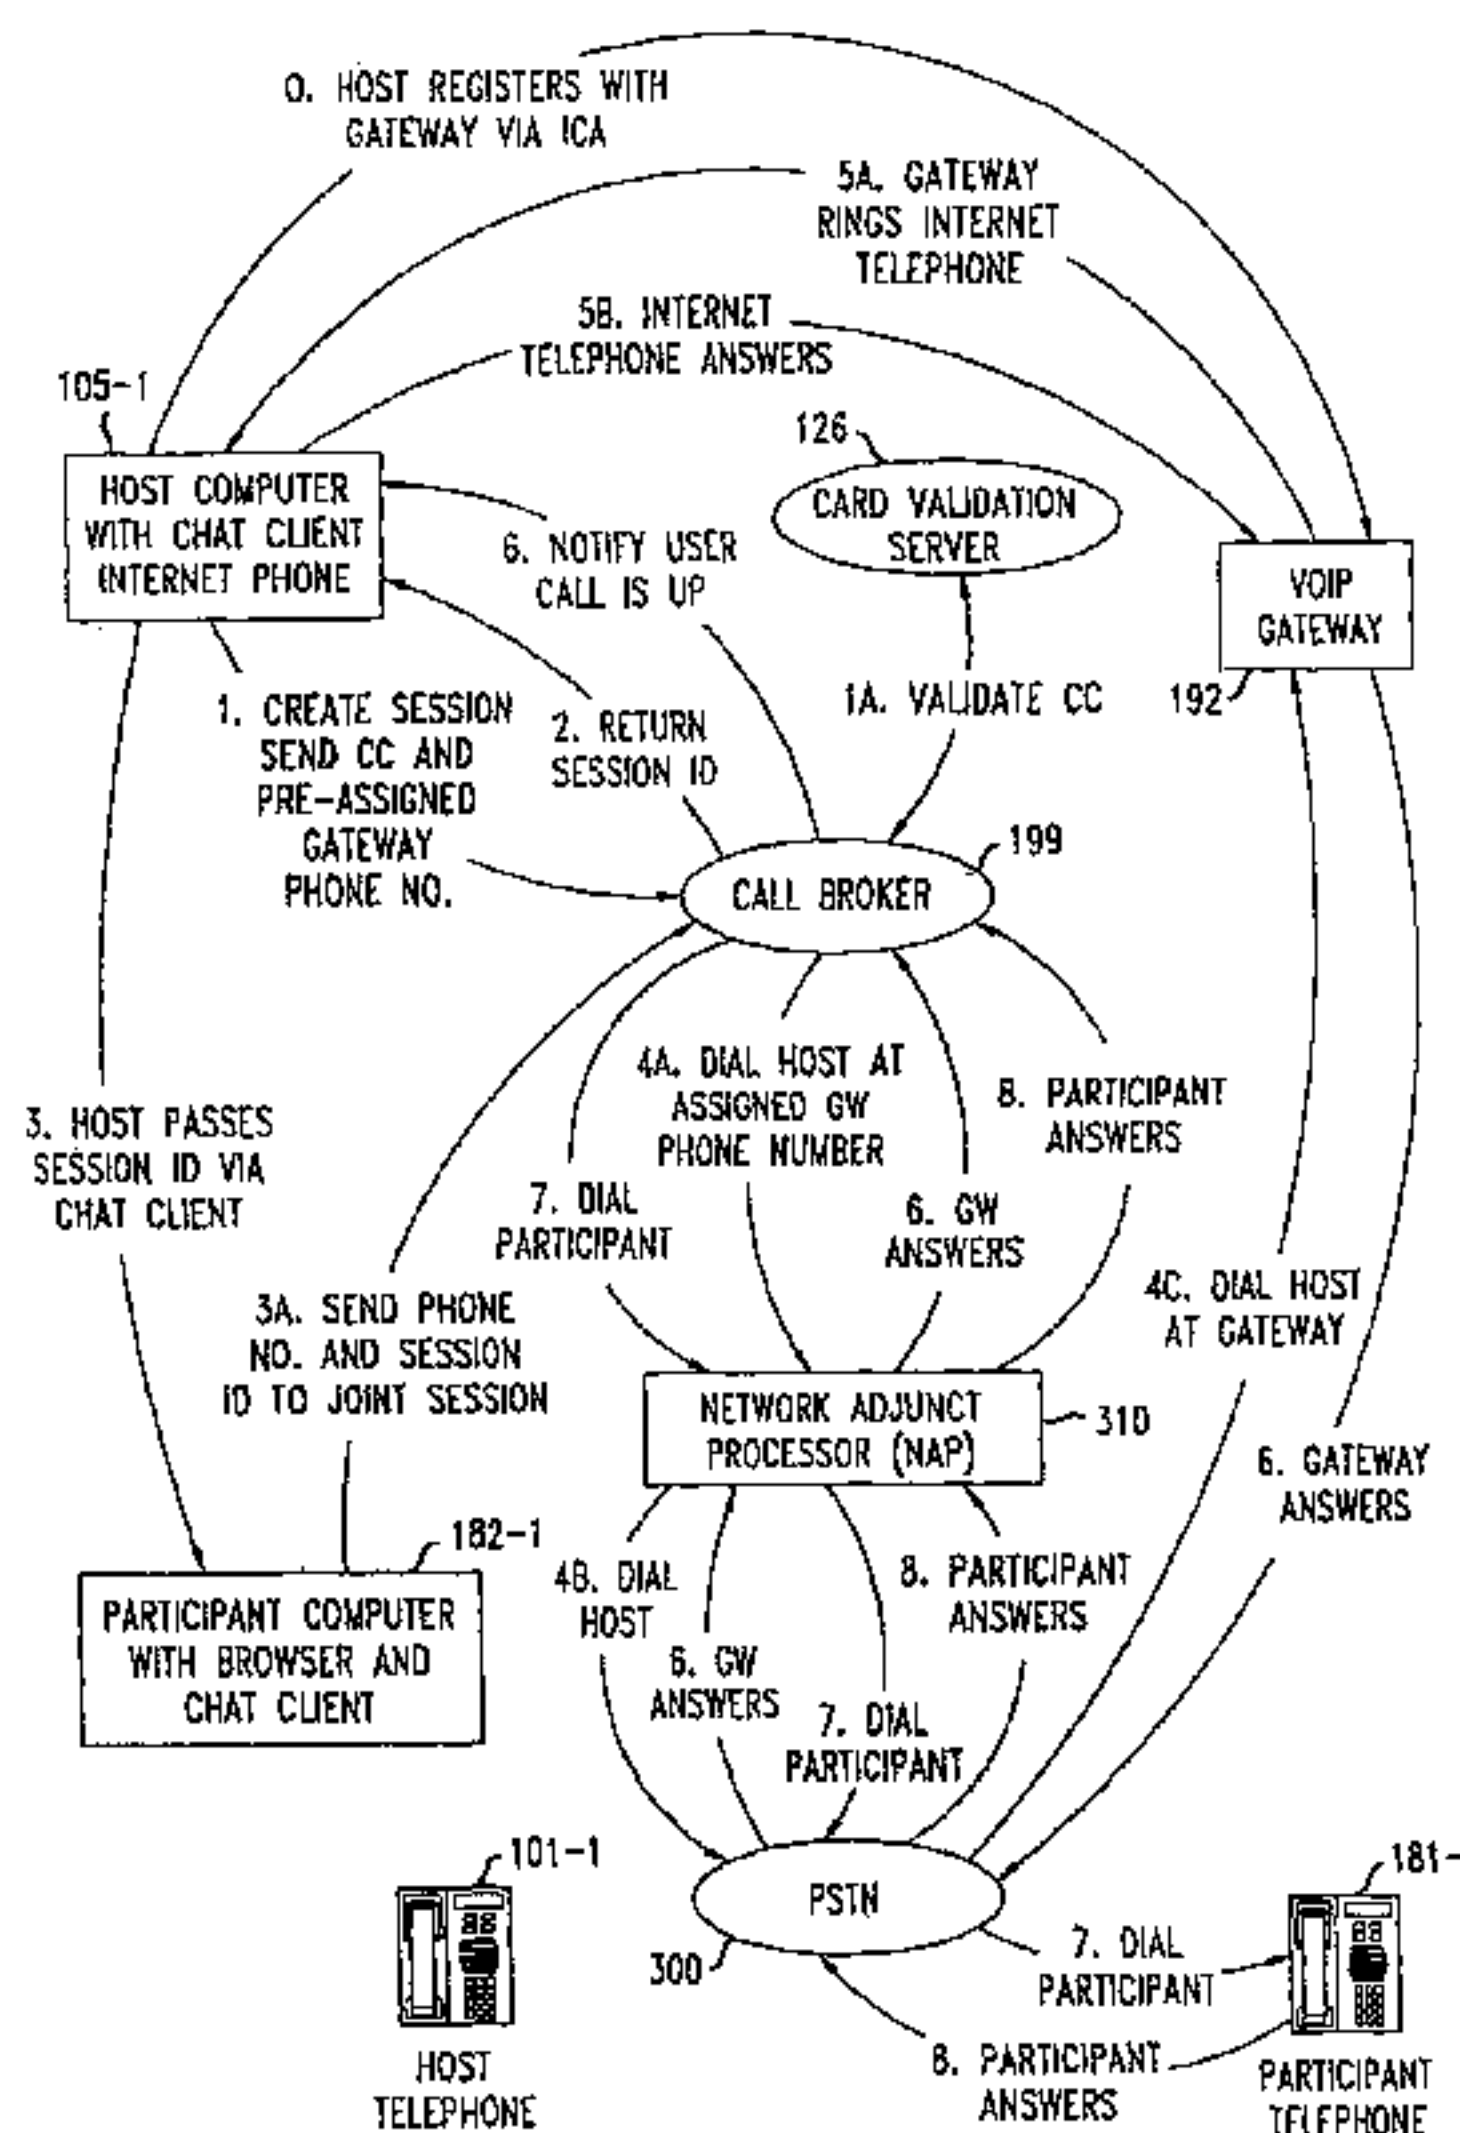 0. HOST REGISTERS WITH
GATEWAY VIA ICA
5A. GATEWAY
RINGS INTERNET
TELEPHONE
5B. INTERNET
TELEPHONE ANSWERS
105-1
HOST COMPUTER
WITH CHAT CLIENT
INTERNET PHONE
126
CARD VALIDATION
SERVER
6. NOTIFY USER
CALL IS UP
VOIP
GATEWAY
192
1A. VALIDATE CC
1. CREATE SESSION
SEND CC AND
PRE-ASSIGNED
GATEWAY
PHONE NO.
2. RETURN
SESSION ID
199
CALL BROKER
4A. DIAL HOST AT
ASSIGNED GW
PHONE NUMBER
8. PARTICIPANT
ANSWERS
3. HOST PASSES
SESSION ID VIA
CHAT CLIENT
7. DIAL
PARTICIPANT
6. GW
ANSWERS
4C. DIAL HOST
AT GATEWAY
3A. SEND PHONE
NO. AND SESSION
ID TO JOINT SESSION
NETWORK ADJUNCT
PROCESSOR (NAP)
310
6. GATEWAY
ANSWERS
182-1
PARTICIPANT COMPUTER
WITH BROWSER AND
CHAT CLIENT
4B. DIAL
HOST
8. PARTICIPANT
ANSWERS
6. GW
ANSWERS
7. DIAL
PARTICIPANT
101-1
181-
PSTN
300
7. DIAL
PARTICIPANT
8. PARTICIPANT
ANSWERS
HOST
TELEPHONE
PARTICIPANT
TELEPHONE